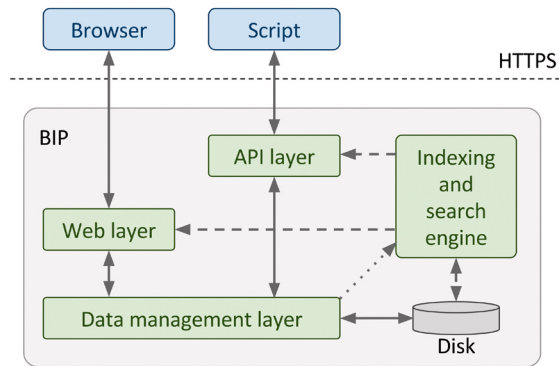 Browser
Script
HTTPS
BIP
API layer
Indexing
and
search
engine
Web layer
Data management layer
Disk